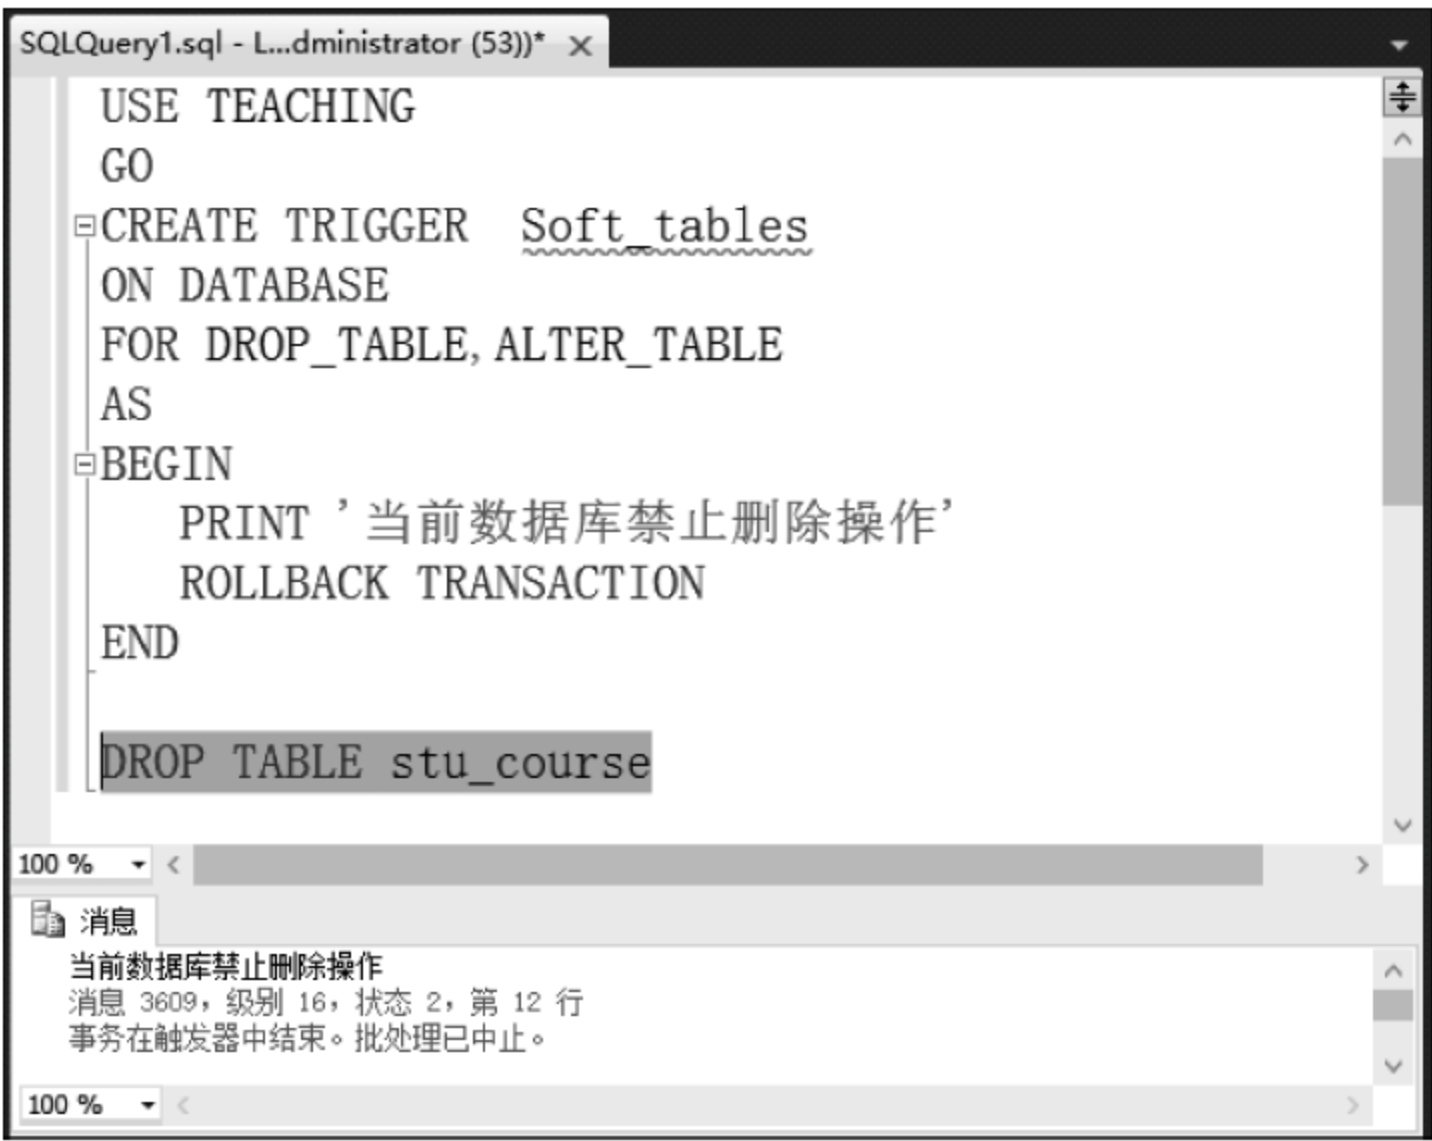 SQLQuery1.sql - L...dministrator (53))*
USE TEACHING
GO
CREATE TRIGGER  Soft_tables
ON DATABASE
FOR DROP_TABLE,ALTER_TABLE
AS
BEGIN
   PRINT '当前数据库禁止删除操作'
   ROLLBACK TRANSACTION
END
DROP TABLE stu_course
100 %
消息
当前数据库禁止删除操作
消息 3609，级别 16，状态 2，第 12 行
事务在触发器中结束。批处理已中止。
100 %